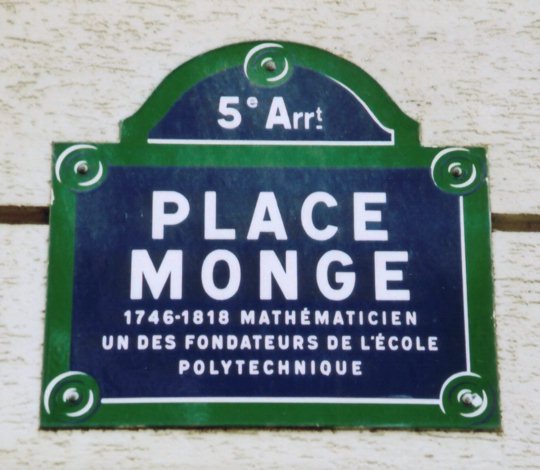 5e Arrt.
PLACE
MONGE
1746-1818 MATHÉMATICIEN
UN DES FONDATEURS DE L'ÉCOLE
POLYTECHNIQUE